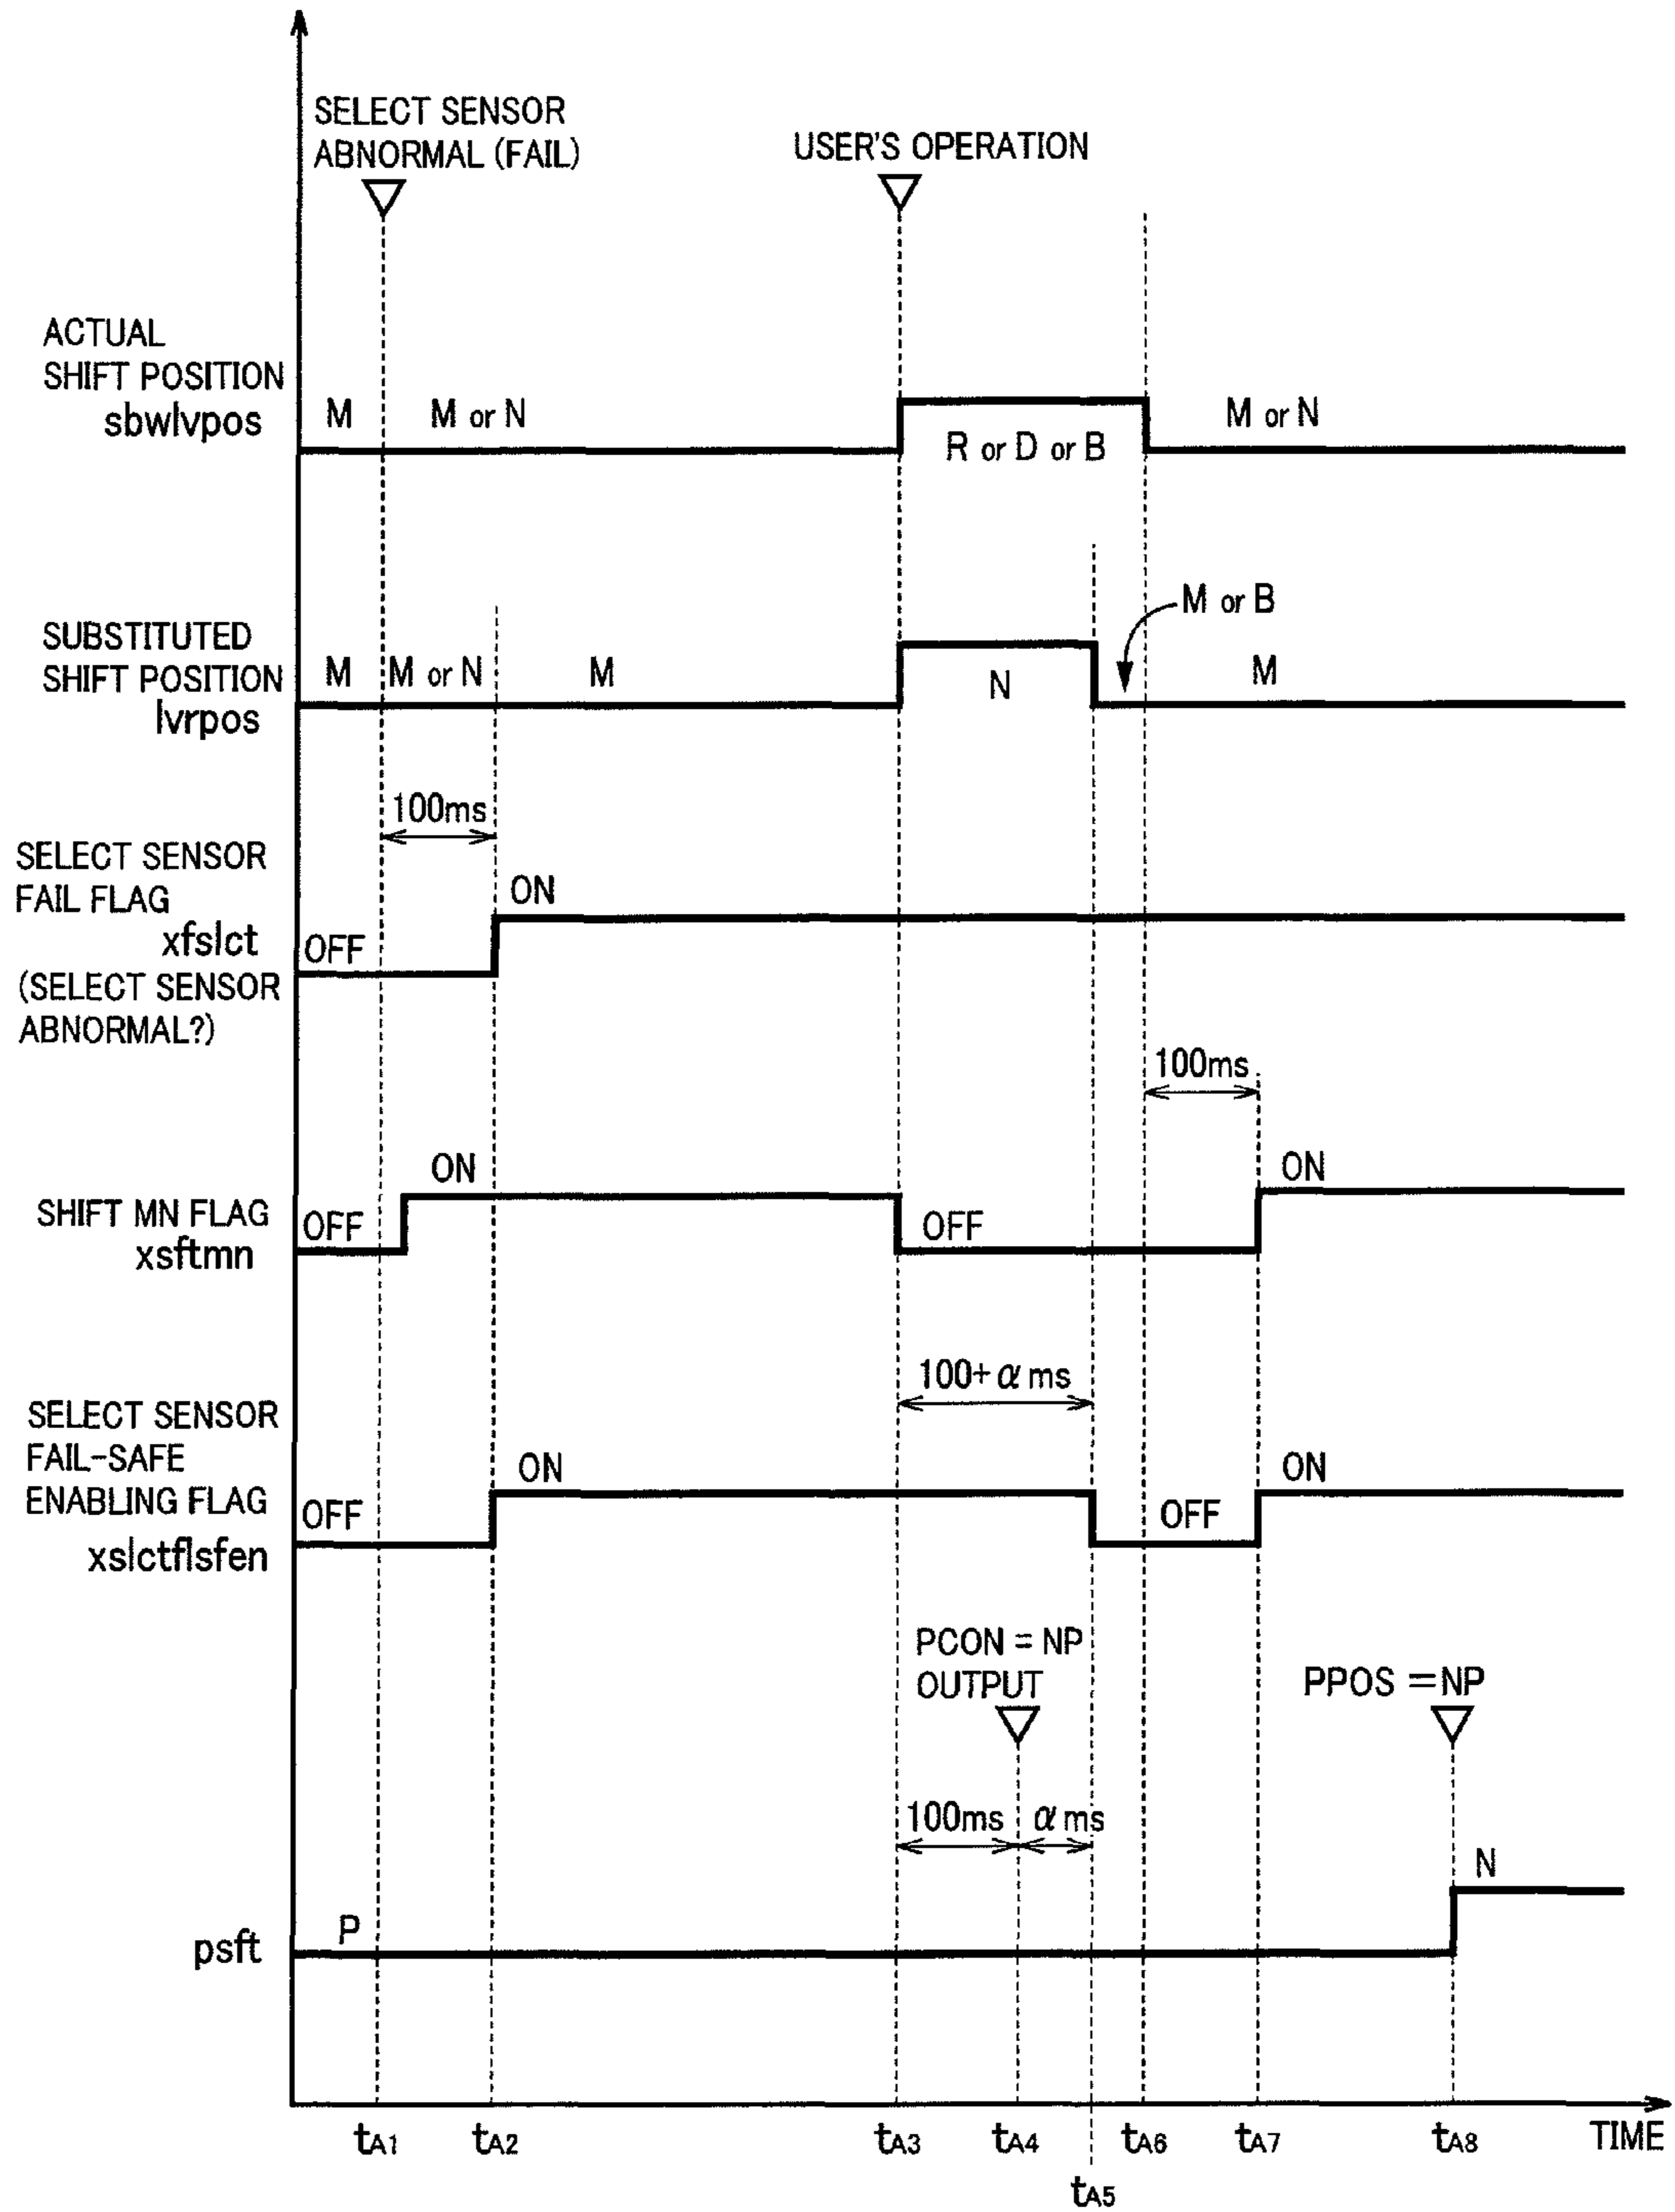 SELECT SENSOR
ABNORMAL (FAIL)
USER'S OPERATION
ACTUAL
SHIFT POSITION
sbwlvpos
M
M or N
R or D or B
M or N
SUBSTITUTED
SHIFT POSITION
lvrpos
M
M or N
M
N
M or B
M
100ms
SELECT SENSOR
FAIL FLAG
xfslct
(SELECT SENSOR
ABNORMAL?)
OFF
ON
100ms
SHIFT MN FLAG
xsftmn
OFF
ON
OFF
ON
100+ α ms
SELECT SENSOR
FAIL-SAFE
ENABLING FLAG
xslctflsfen
OFF
ON
OFF
ON
PCON = NP
OUTPUT
PPOS =NP
100ms
α ms
psft
P
N
tA1
tA2
tA3
tA4
tA5
tA6
tA7
tA8
TIME